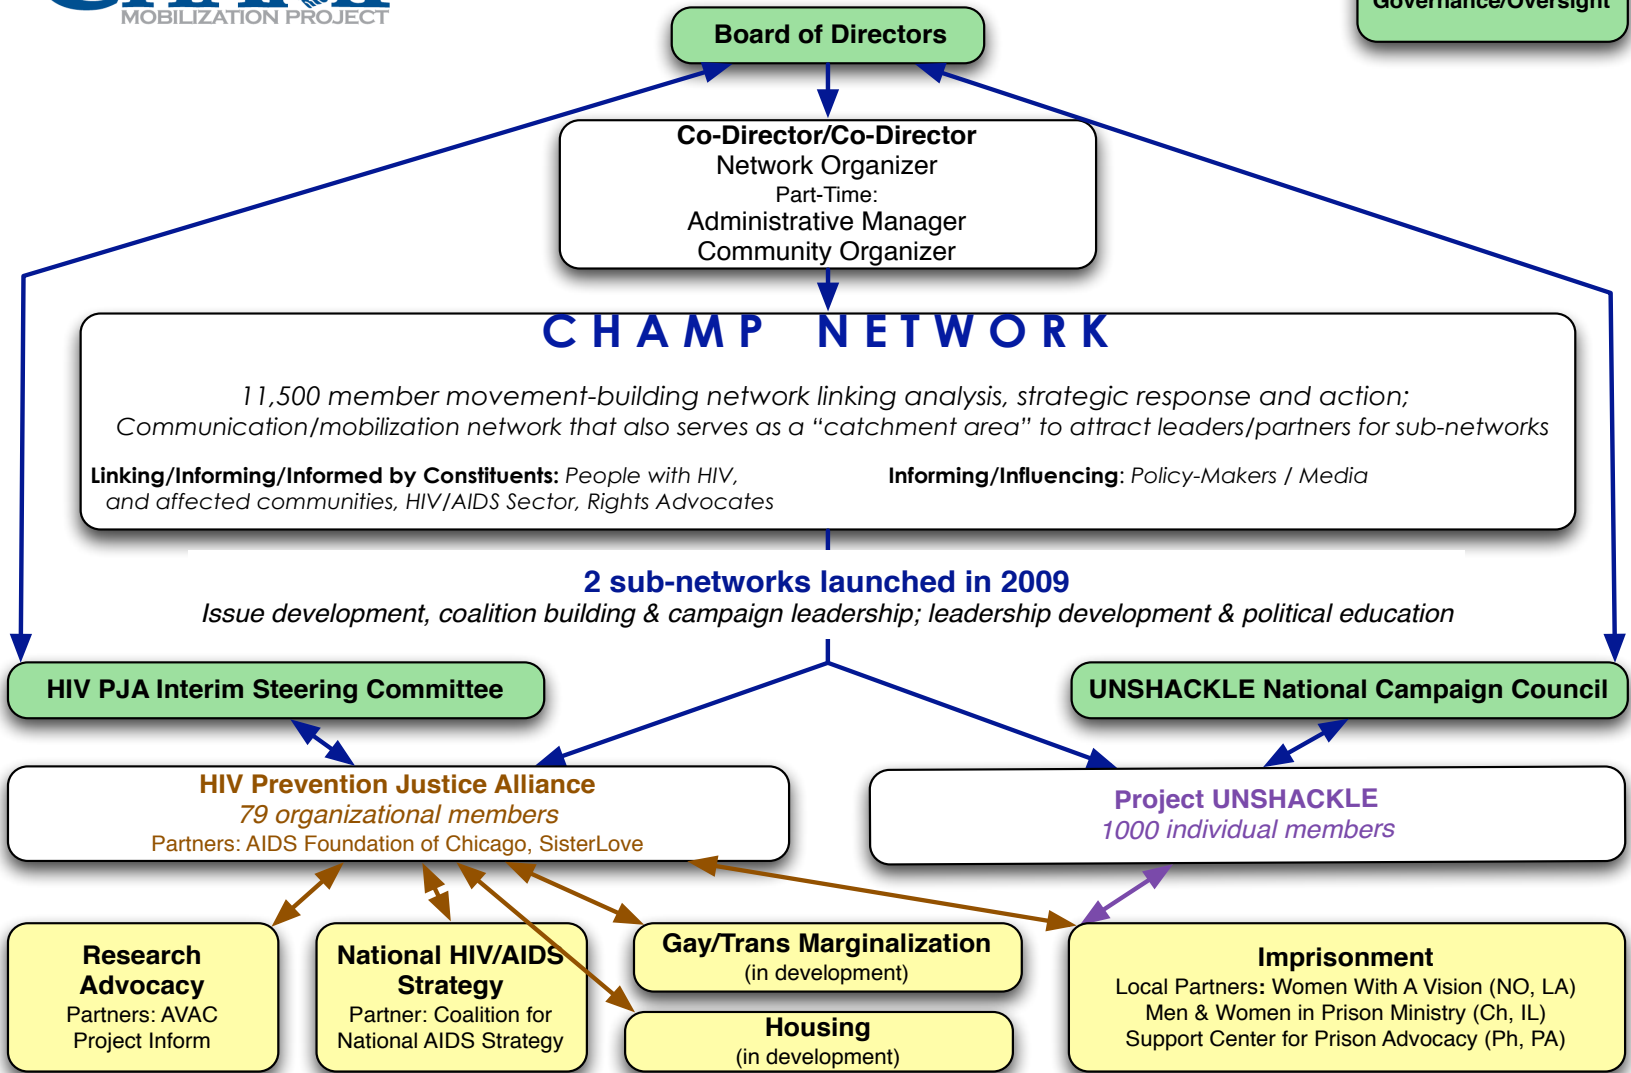 MOBILIZATION PROJECT
Governance/Oversight
Board of Directors
Co-Director/Co-Director
Network Organizer
Part-Time:
Administrative Manager
Community Organizer
CHAMP NETWORK
11,500 member movement-building network linking analysis, strategic response and action;
Communication/mobilization network that also serves as a “catchment area” to attract leaders/partners for sub-networks
Linking/Informing/Informed by Constituents: People with HIV,
and affected communities, HIV/AIDS Sector, Rights Advocates
Informing/Influencing: Policy-Makers / Media
2 sub-networks launched in 2009
Issue development, coalition building & campaign leadership; leadership development & political education
HIV PJA Interim Steering Committee
UNSHACKLE National Campaign Council
HIV Prevention Justice Alliance
79 organizational members
Partners: AIDS Foundation of Chicago, SisterLove
Project UNSHACKLE
1000 individual members
Research
Advocacy
Partners: AVAC
Project Inform
National HIV/AIDS
Strategy
Partner: Coalition for
National AIDS Strategy
Gay/Trans Marginalization
(in development)
Housing
(in development)
Imprisonment
Local Partners: Women With A Vision (NO, LA)
Men & Women in Prison Ministry (Ch, IL)
Support Center for Prison Advocacy (Ph, PA)